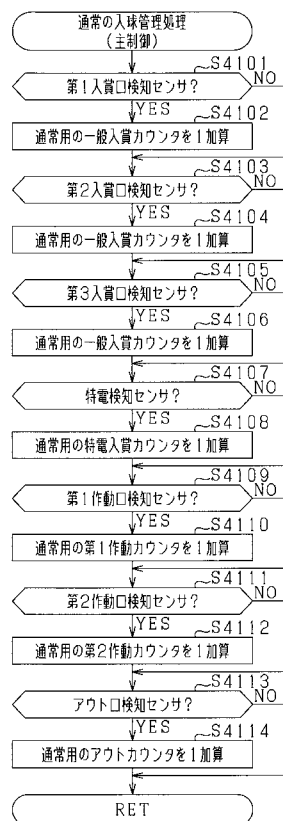 通常の入球管理処理
(主制御)
S4101
第1入賞口検知センサ?
NO
YES
S4102
通常用の一般入賞カウンタを1加算
S4103
第2入賞口検知センサ?
NO
YES
S4104
通常用の一般入賞カウンタを1加算
S4105
第3入賞口検知センサ?
NO
YES
S4106
通常用の一般入賞カウンタを1加算
S4107
特電検知センサ?
NO
YES
S4108
通常用の特電入賞カウンタを1加算
S4109
第1作動口検知センサ?
NO
YES
S4110
通常用の第1作動カウンタを1加算
S4111
第2作動口検知センサ?
NO
YES
S4112
通常用の第2作動カウンタを1加算
S4113
アウト口検知センサ?
NO
YES
S4114
通常用のアウトカウンタを1加算
RET